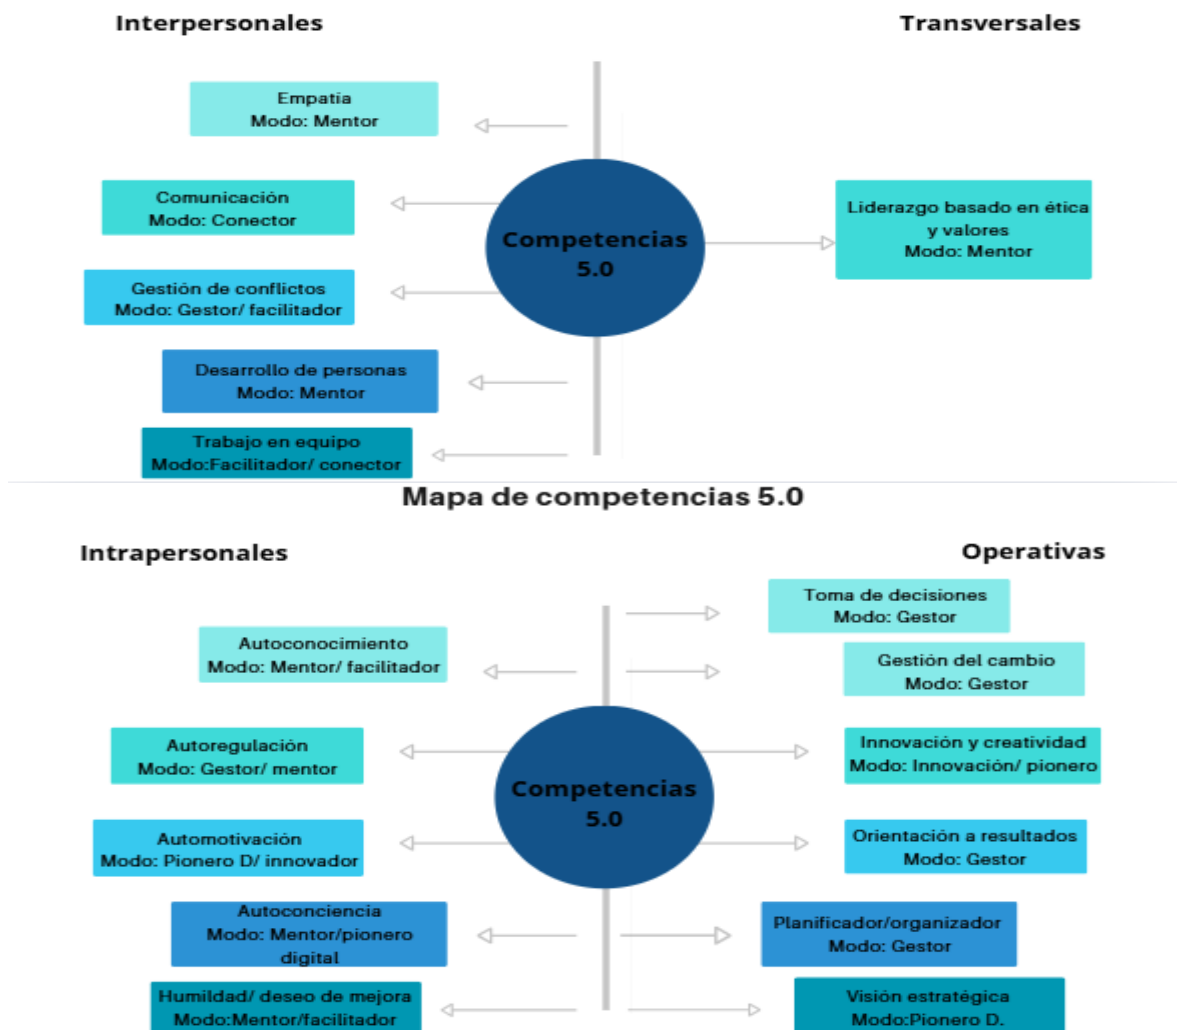 Interpersonales
Transversales
Empatía
Modo: Mentor
Comunicación
Modo: Conector
Gestión de conflictos
Modo: Gestor/ facilitador
Desarrollo de personas
Modo: Mentor
Trabajo en equipo
Modo:Facilitador/ conector
Competencias
5.0
Liderazgo basado en ética
y valores
Modo: Mentor
Mapa de competencias 5.0
Intrapersonales
Operativas
Autoconocimiento
Modo: Mentor/ facilitador
Autoregulación
Modo: Gestor/ mentor
Automotivación
Modo: Pionero D/ innovador
Autoconciencia
Modo: Mentor/pionero
digital
Humildad/ deseo de mejora
Modo:Mentor/facilitador
Competencias
5.0
Toma de decisiones
Modo: Gestor
Gestión del cambio
Modo: Gestor
Innovación y creatividad
Modo: Innovación/ pionero
Orientación a resultados
Modo: Gestor
Planificador/organizador
Modo: Gestor
Visión estratégica
Modo:Pionero D.